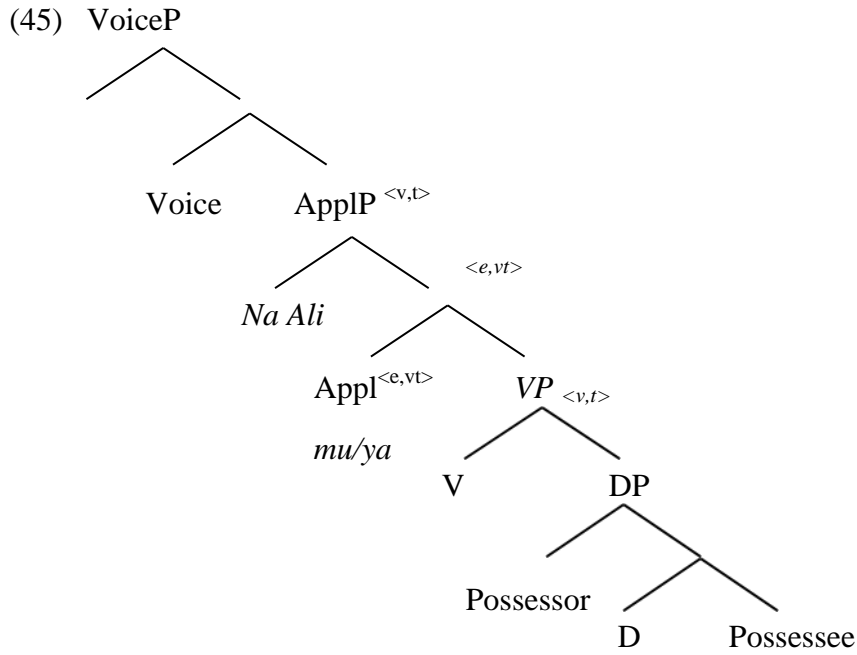 (45) VoiceP
Voice ApplP <v,t>
<e,vt>
Na Ali
Appl<e,vt> VP <v,t>
mu/ya
V DP
Possessor
D Possessee